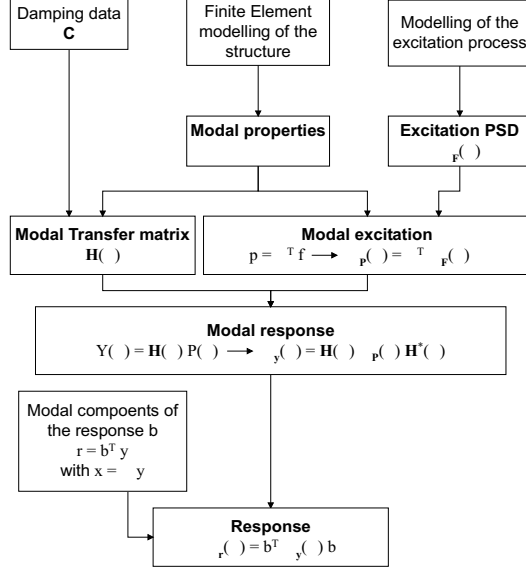 Damping data
C
Finite Element
modelling of the
structure
Modelling of the
excitation process
Modal properties
Excitation PSD
F( )
Modal Transfer matrix
H( )
Modal excitation
p = T f → P( ) = T F( )
Modal response
Y( ) = H( ) P( ) → y( ) = H( ) P( ) H*( )
Modal compoents of
the response b
r = bT y
with x = y
Response
r( ) = bT y( ) b